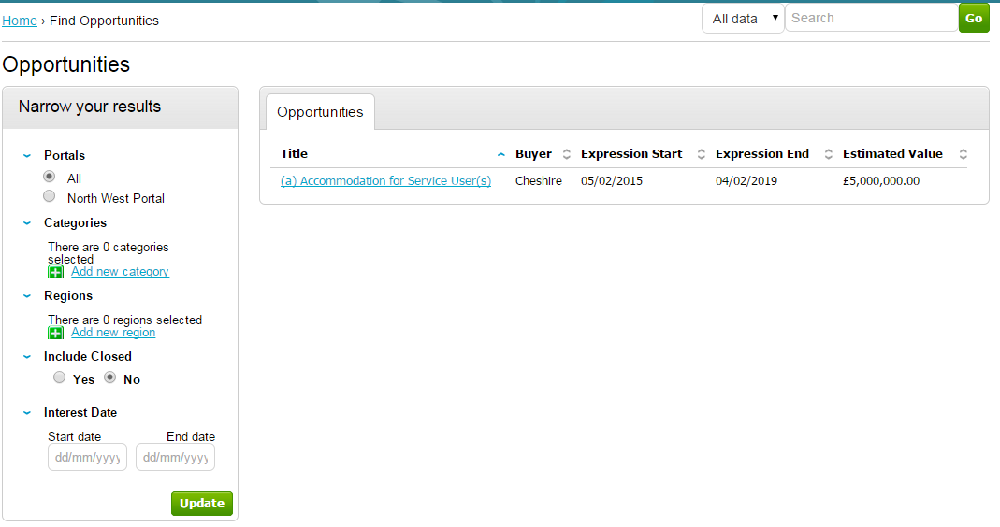 Home › Find Opportunities
All data
Search
Go
Opportunities
Narrow your results
Portals
All
North West Portal
Categories
There are 0 categories
selected
Add new category
Regions
There are 0 regions selected
Add new region
Include Closed
Yes No
Interest Date
Start date End date
dd/mm/yyyy dd/mm/yyyy
Update
Opportunities
Title Buyer Expression Start Expression End Estimated Value
(a) Accommodation for Service User(s) Cheshire 05/02/2015 04/02/2019 £5,000,000.00